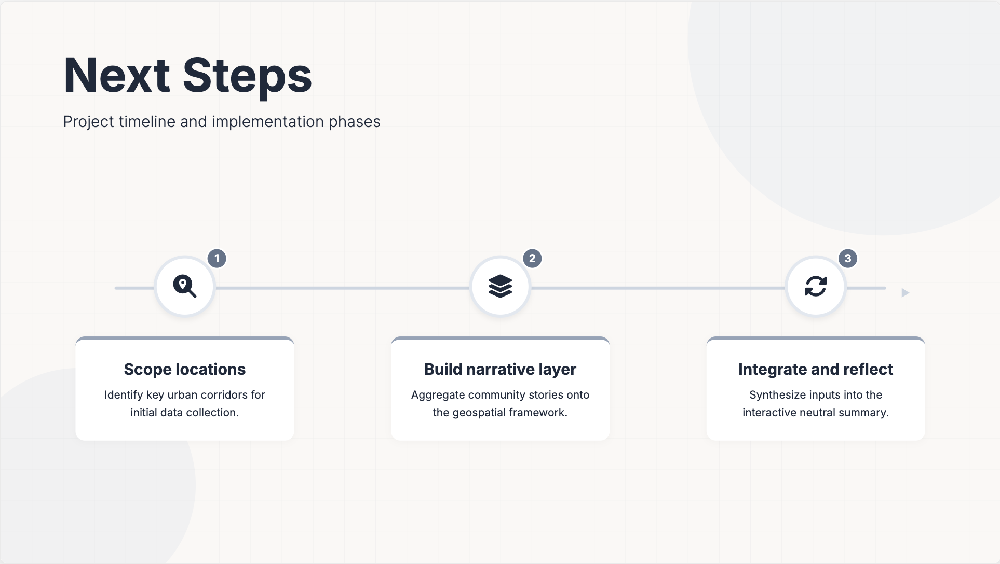 Next Steps
Project timeline and implementation phases
1
2
3
Scope locations
Identify key urban corridors for
initial data collection.
Build narrative layer
Aggregate community stories onto
the geospatial framework.
Integrate and reflect
Synthesize inputs into the
interactive neutral summary.